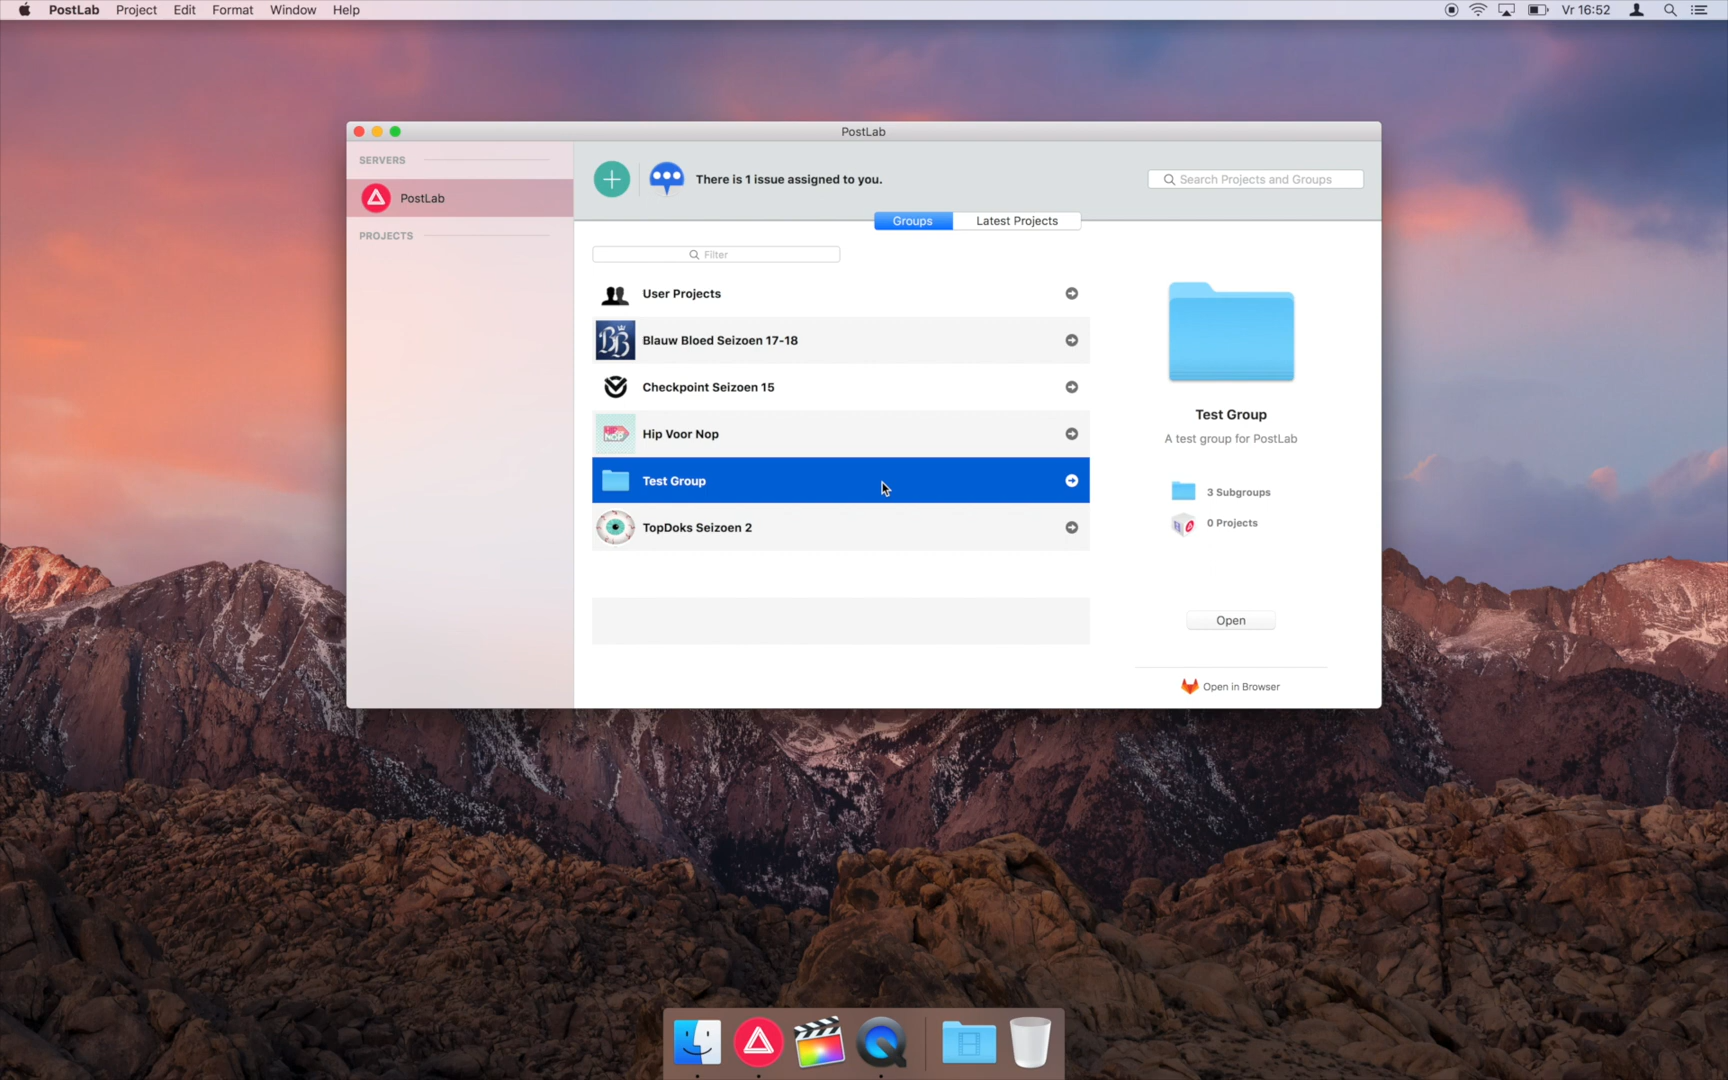 PostLab Project Edit Format Window Help Vr 16:52
PostLab
SERVERS
PostLab
PROJECTS
There is 1 issue assigned to you.
Search Projects and Groups
Groups Latest Projects
Filter
User Projects
Blauw Bloed Seizoen 17-18
Checkpoint Seizoen 15
Hip Voor Nop
Test Group
TopDoks Seizoen 2
Test Group
A test group for PostLab
3 Subgroups
0 Projects
Open
Open in Browser